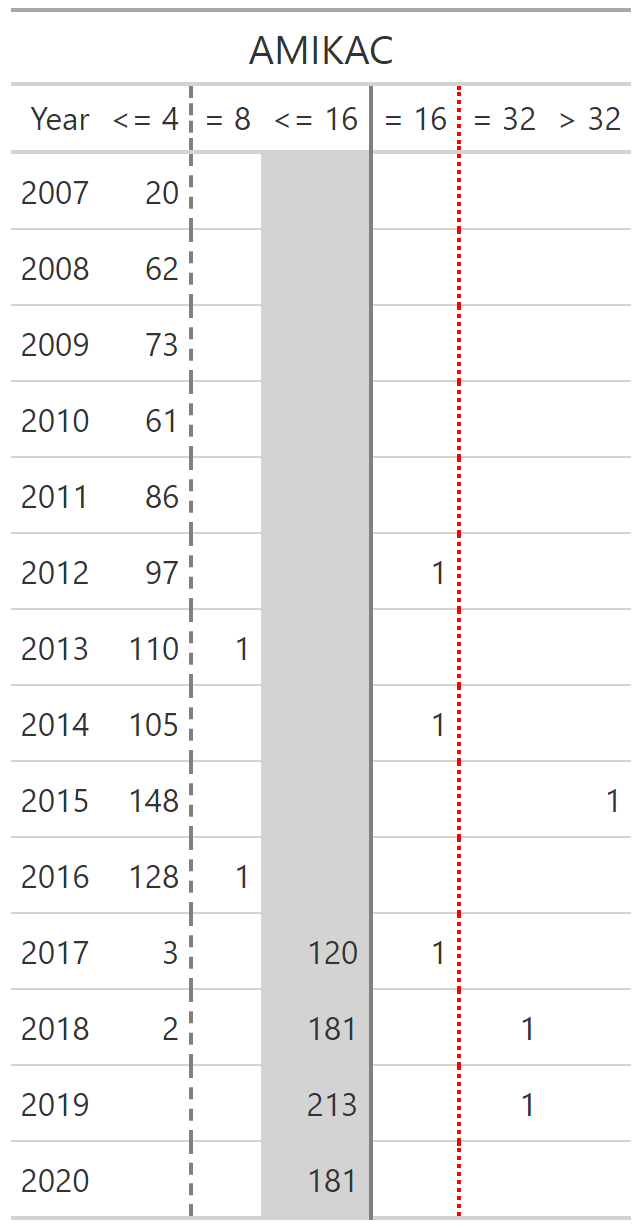 AMIKAC
Year <= 4 = 8 <= 16 = 16 = 32 > 32
2007 20
2008 62
2009 73
2010 61
2011 86
2012 97 1
2013 110 1
2014 105 1
2015 148 1
2016 128 1
2017 3 120 1
2018 2 181 1
2019 213 1
2020 181